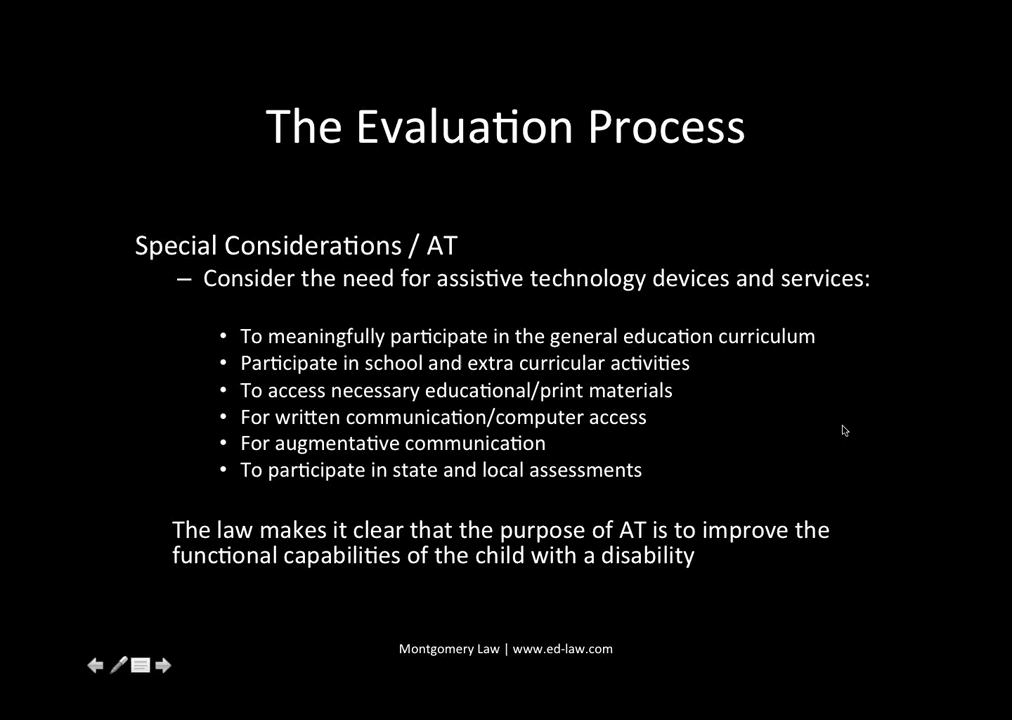 The Evaluation Process
Special Considerations / AT
– Consider the need for assistive technology devices and services:
• To meaningfully participate in the general education curriculum
• Participate in school and extra curricular activities
• To access necessary educational/print materials
• For written communication/computer access
• For augmentative communication
• To participate in state and local assessments
The law makes it clear that the purpose of AT is to improve the
functional capabilities of the child with a disability
Montgomery Law | www.ed-law.com